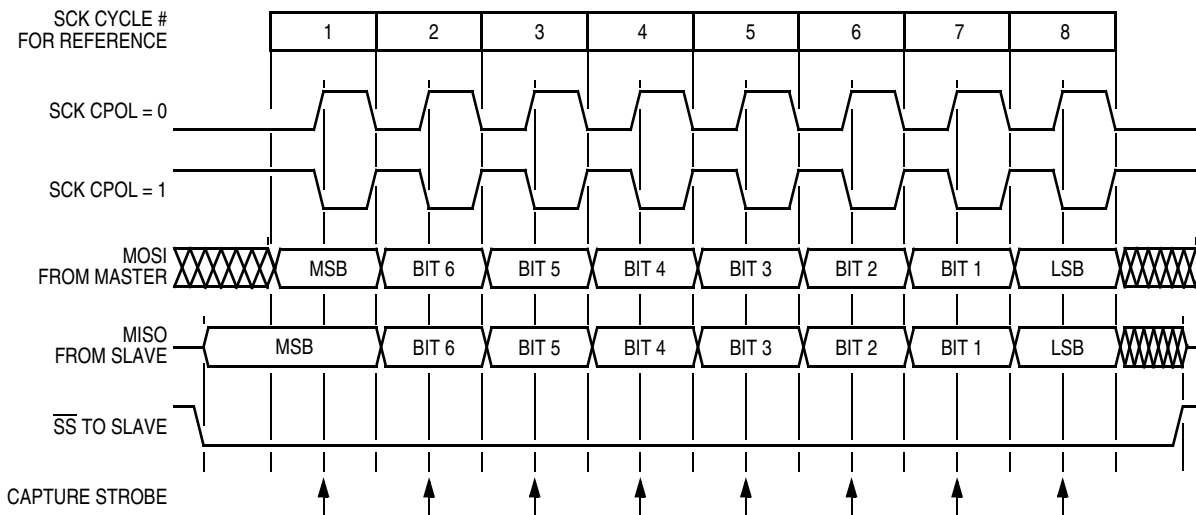 SCK CYCLE #
FOR REFERENCE
1 2 3 4 5 6 7 8
SCK CPOL = 0
SCK CPOL = 1
MOSI
FROM MASTER
MSB BIT 6 BIT 5 BIT 4 BIT 3 BIT 2 BIT 1 LSB
MISO
FROM SLAVE
MSB BIT 6 BIT 5 BIT 4 BIT 3 BIT 2 BIT 1 LSB
S̅S̅ TO SLAVE
CAPTURE STROBE